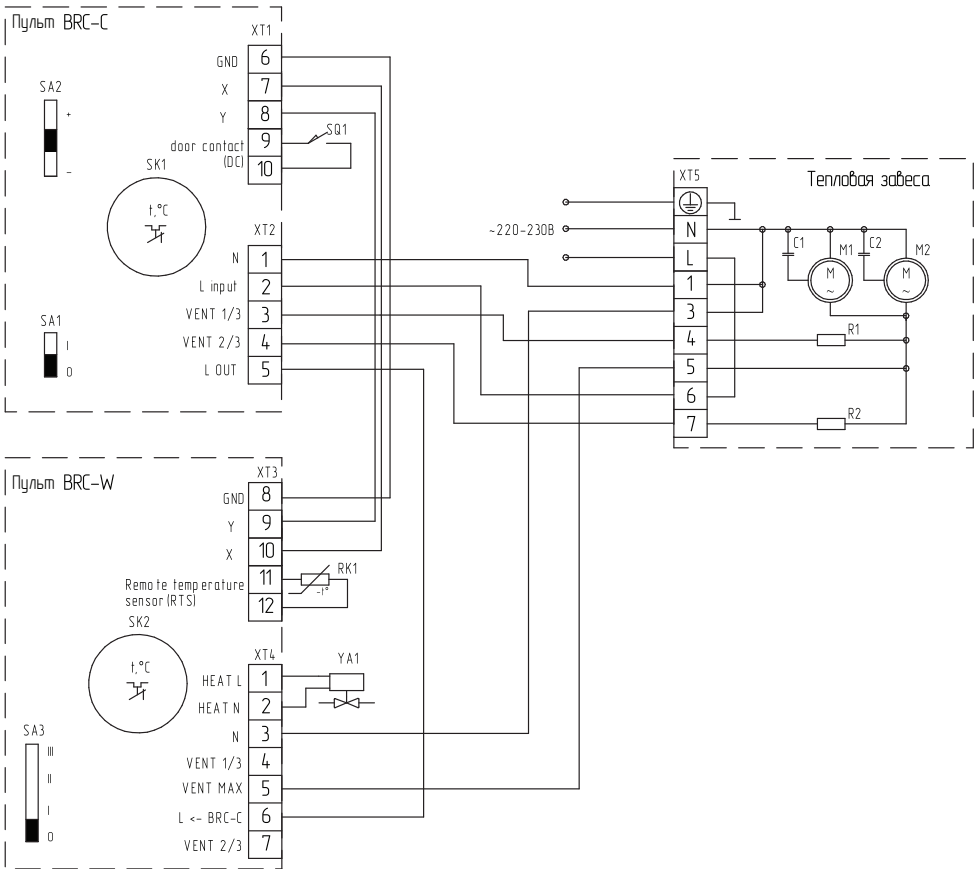 Пульт BRC-C
XT1
SA2
+
-
GND 6
X 7
Y 8
door contact 9
(DC) 10
SQ1
SK1
t,°C
XT2
N 1
L input 2
VENT 1/3 3
VENT 2/3 4
L OUT 5
SA1
I
0
~220-230В
XT5
Тепловая завеса
N
L
1
3
4
5
6
7
C1
M1
M
~
C2
M2
M
~
R1
R2
Пульт BRC-W
XT3
GND 8
Y 9
X 10
Remote temperature 11
sensor (RTS) 12
RK1
-t°
SK2
t,°C
XT4
HEAT L 1
HEAT N 2
N 3
VENT 1/3 4
VENT MAX 5
L <- BRC-C 6
VENT 2/3 7
YA1
SA3
III
II
I
0